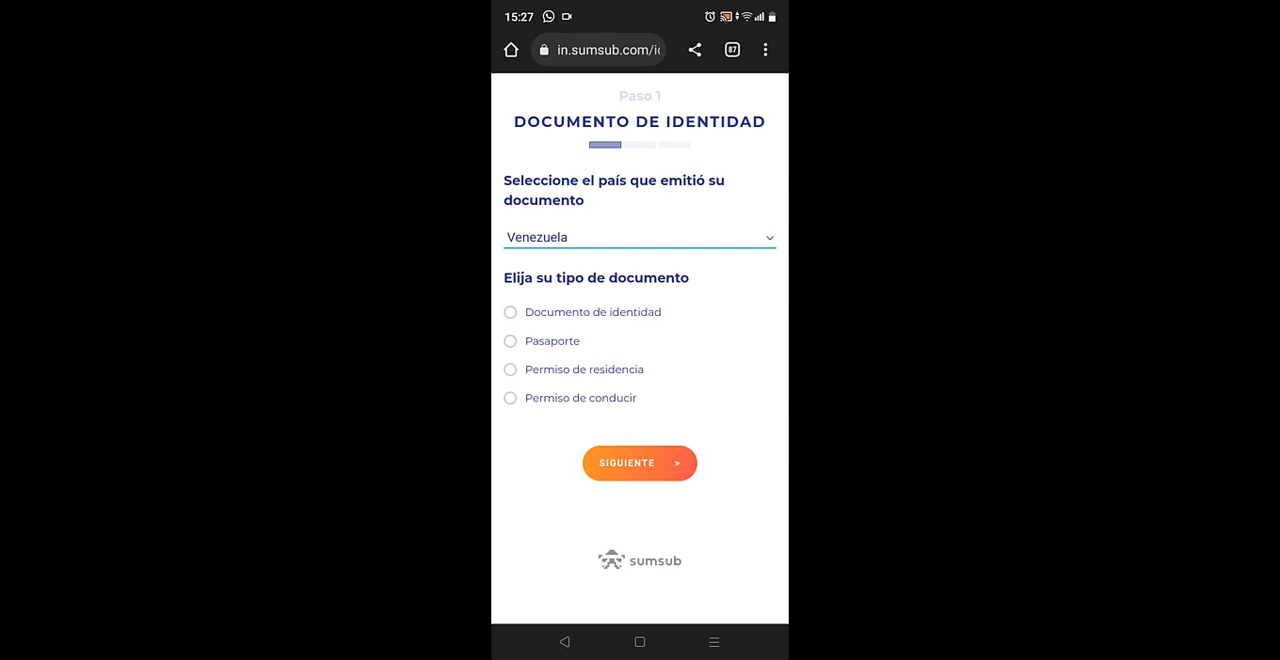 15:27
in.sumsub.com/i
87
Paso 1
DOCUMENTO DE IDENTIDAD
Seleccione el país que emitió su
documento
Venezuela
Elija su tipo de documento
Documento de identidad
Pasaporte
Permiso de residencia
Permiso de conducir
SIGUIENTE >
sumsub